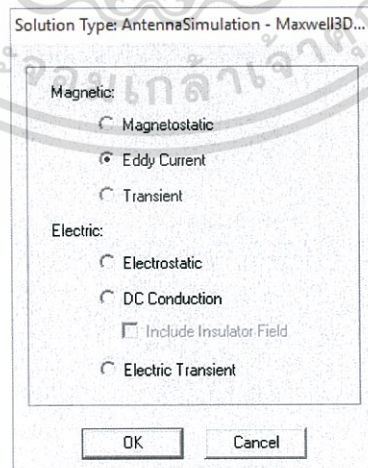 Solution Type: AntennaSimulation - Maxwell3D...
Magnetic:
Magnetostatic
Eddy Current
Transient
Electric:
Electrostatic
DC Conduction
Include Insulator Field
Electric Transient
OK
Cancel